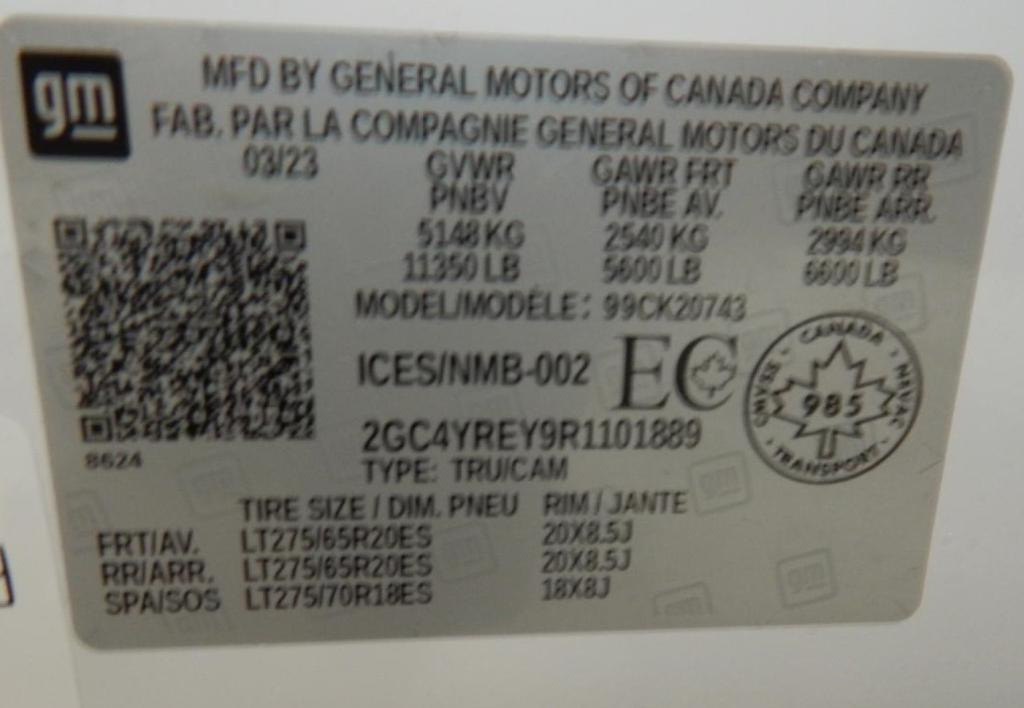 gm
MFD BY GENERAL MOTORS OF CANADA COMPANY
FAB. PAR LA COMPAGNIE GENERAL MOTORS DU CANADA
03/23 GVWR GAWR FRT GAWR RR
PNBV PNBE AV. PNBE ARR.
5148 KG 2540 KG 2994 KG
11350 LB 5600 LB 6600 LB
MODEL/MODÈLE: 99CK20743
ICES/NMB-002 EC
CANADA
985
CMVSS · NSVAC
TRANSPORT
2GC4YREY9R1101889
8624
TYPE: TRU/CAM
TIRE SIZE / DIM. PNEU RIM / JANTE
FRT/AV. LT275/65R20ES 20X8.5J
RR/ARR. LT275/65R20ES 20X8.5J
SPA/SOS LT275/70R18ES 18X8J